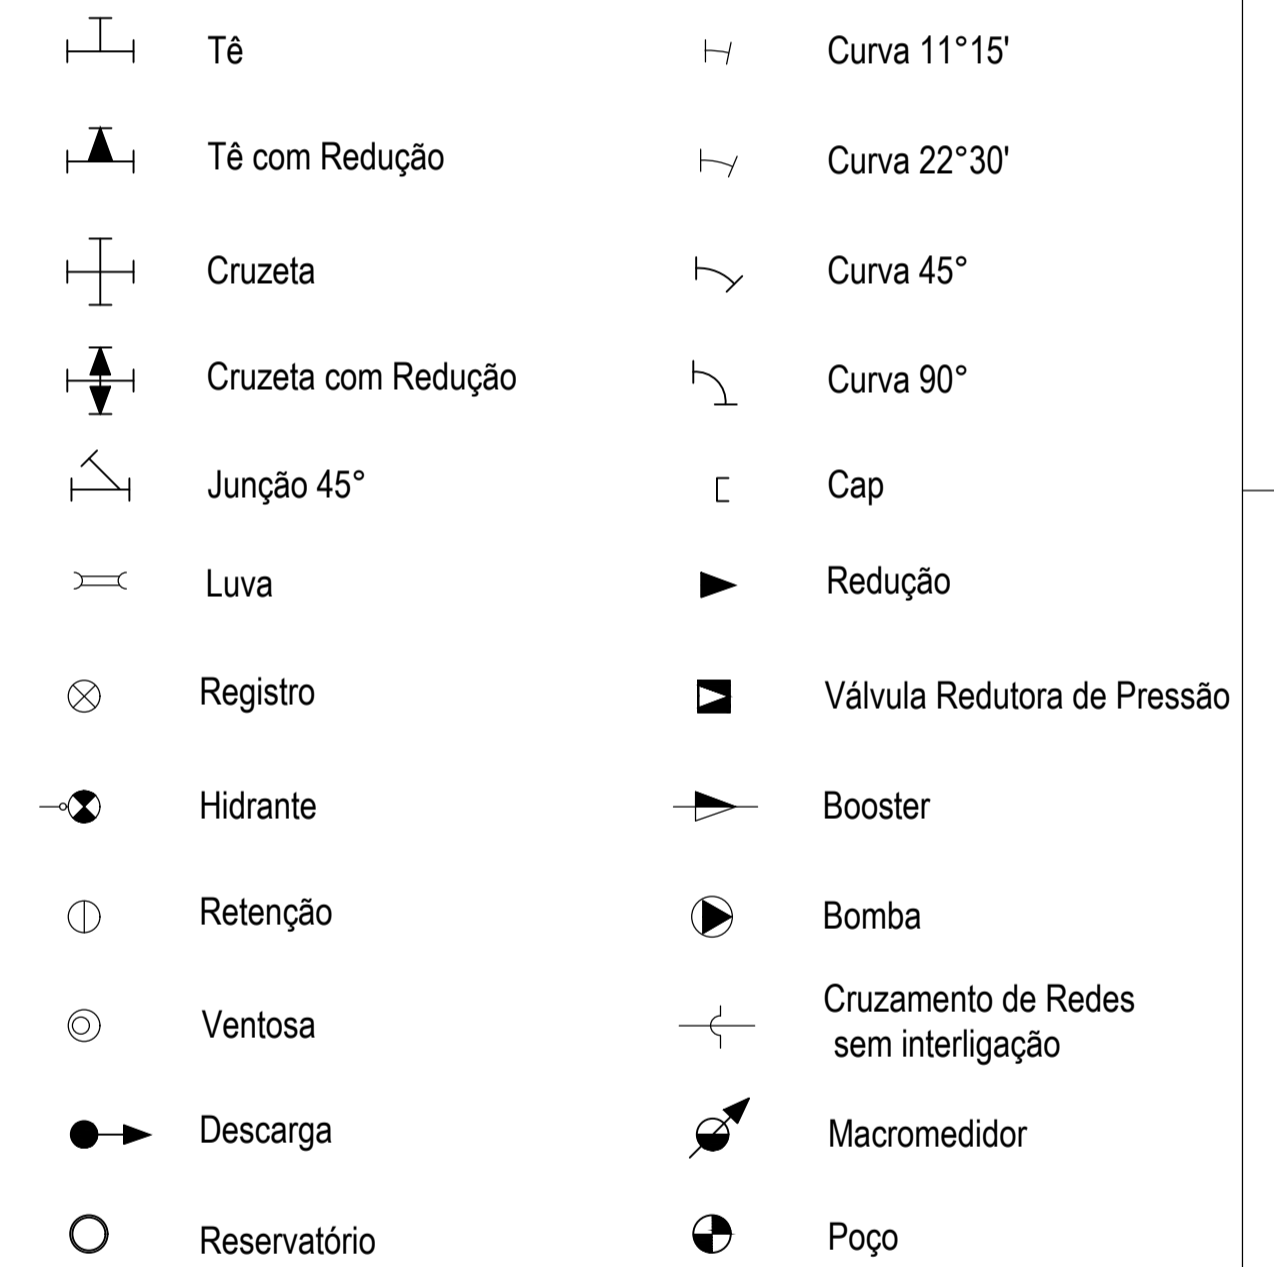 Tê
Curva 11°15'
Tê com Redução
Curva 22°30'
Cruzeta
Curva 45°
Cruzeta com Redução
Curva 90°
Junção 45°
Cap
Luva
Redução
Registro
Válvula Redutora de Pressão
Hidrante
Booster
Retenção
Bomba
Ventosa
Cruzamento de Redes
sem interligação
Descarga
Macromedidor
Reservatório
Poço